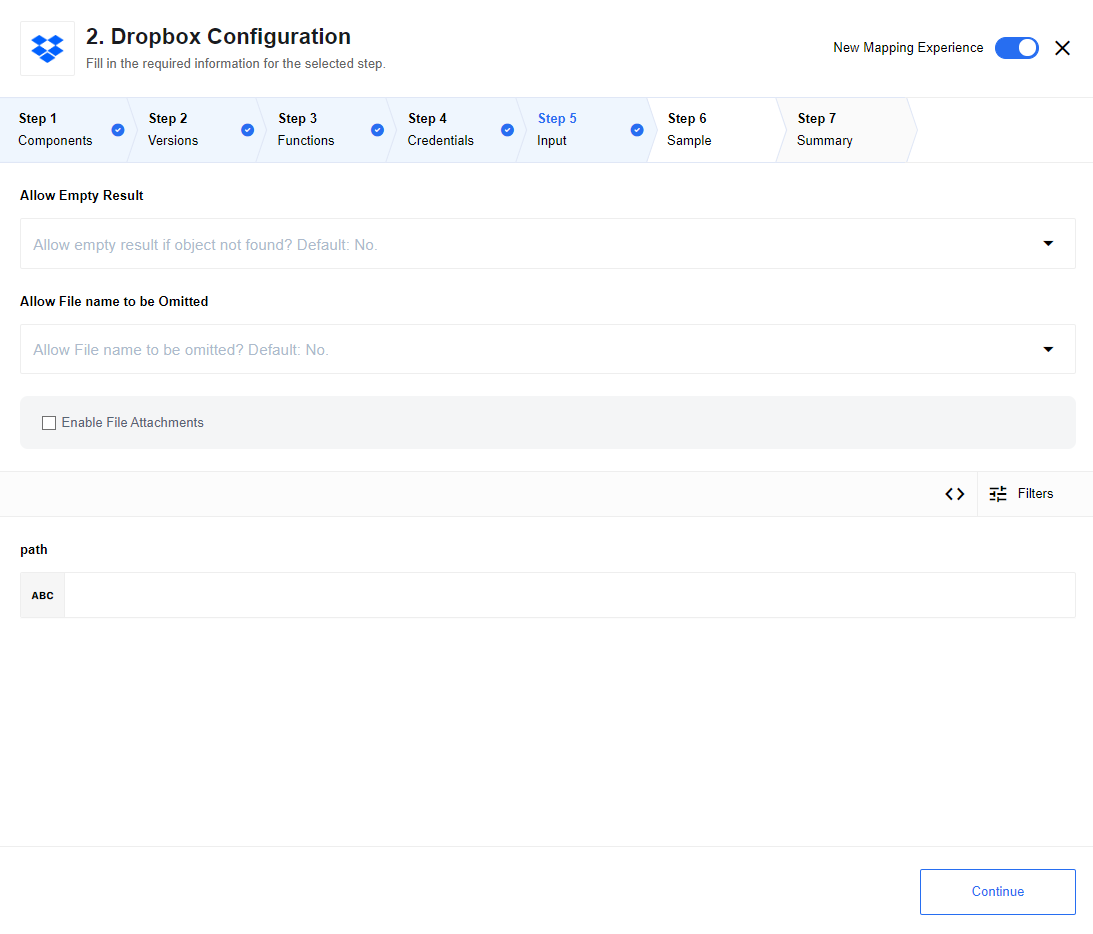 2. Dropbox Configuration
Fill in the required information for the selected step.
New Mapping Experience
Step 1
Components
Step 2
Versions
Step 3
Functions
Step 4
Credentials
Step 5
Input
Step 6
Sample
Step 7
Summary
Allow Empty Result
Allow empty result if object not found? Default: No.
Allow File name to be Omitted
Allow File name to be omitted? Default: No.
Enable File Attachments
Filters
path
ABC
Continue